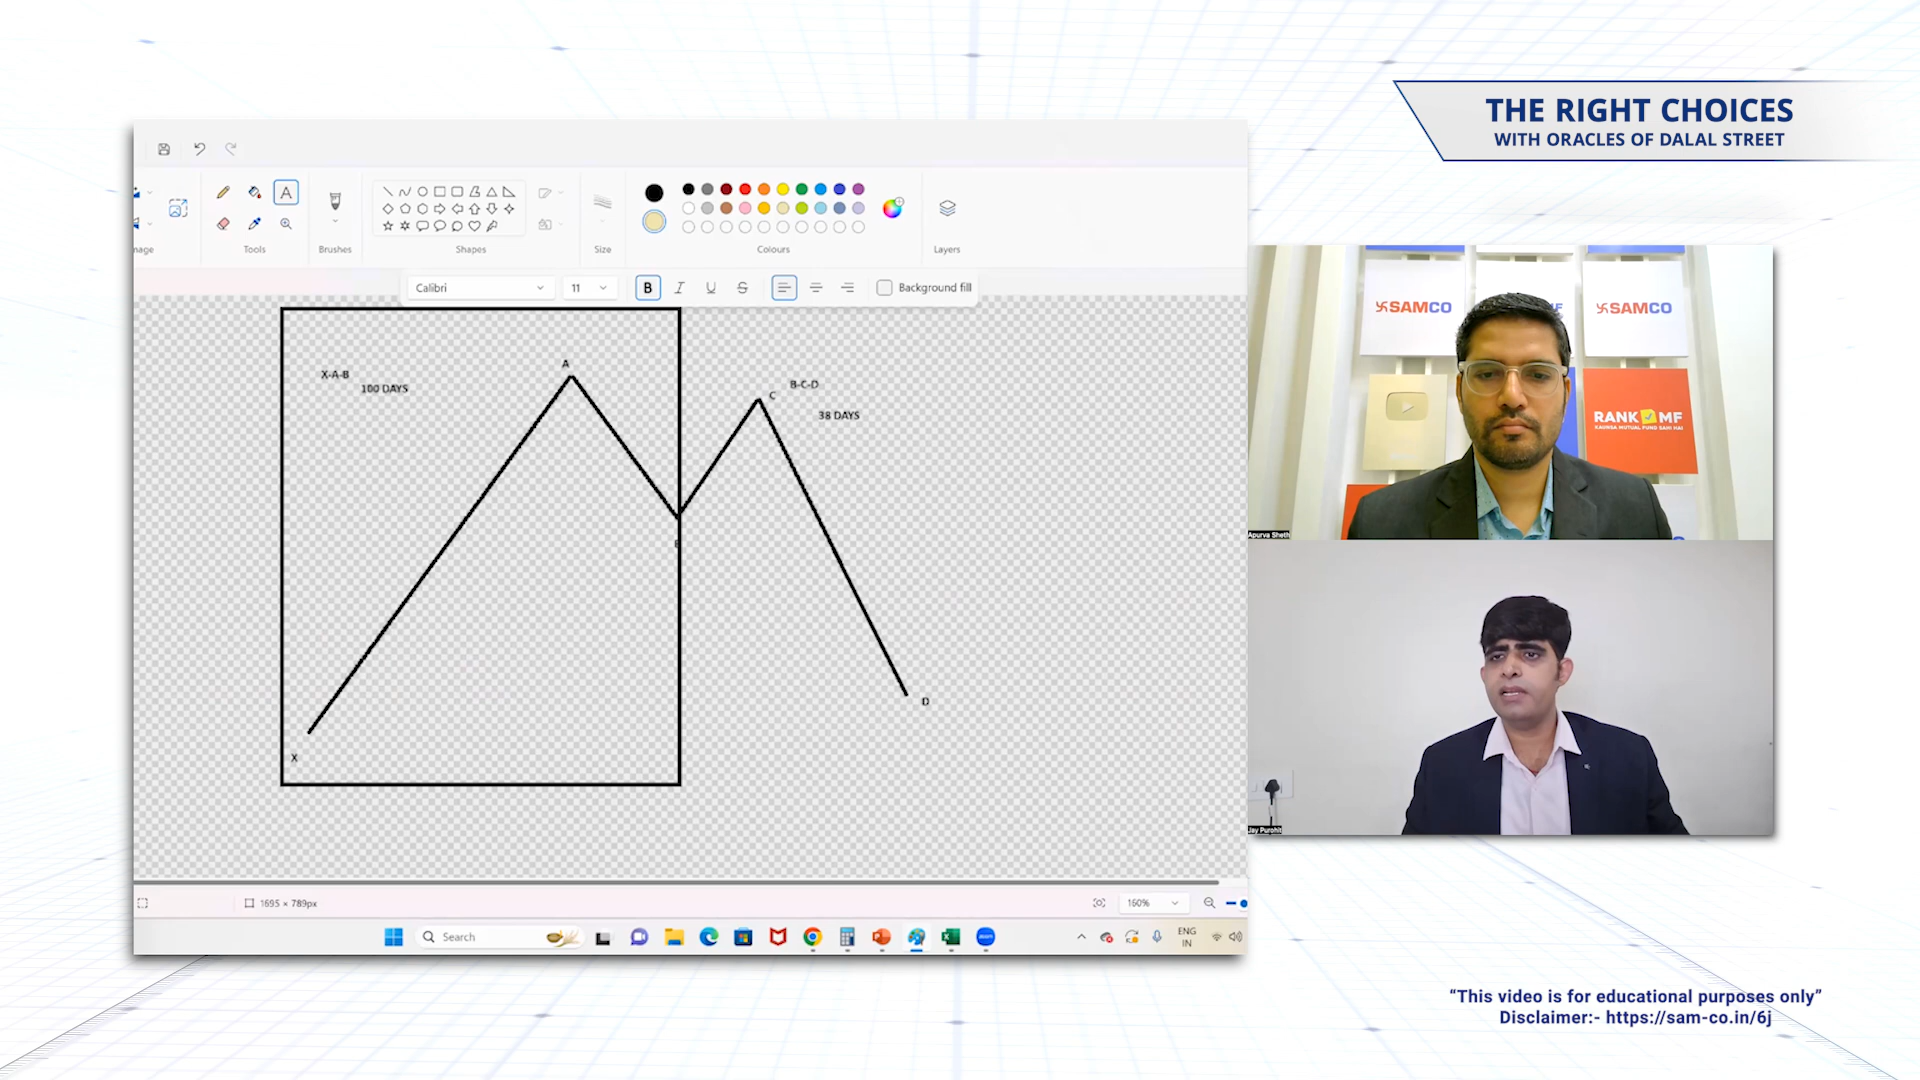 THE RIGHT CHOICES
WITH ORACLES OF DALAL STREET
Tools
Brushes
Shapes
Size
Colours
Layers
Calibri
11
B
I
U
S
Background fill
A
X-A-B
100 DAYS
B-C-D
C
38 DAYS
D
X
1695 × 789px
160%
Search
ENG
IN
SAMCO
SAMCO
RANK MF
Apurva Sheth
Jay Purohit
“This video is for educational purposes only”
Disclaimer:- https://sam-co.in/6j